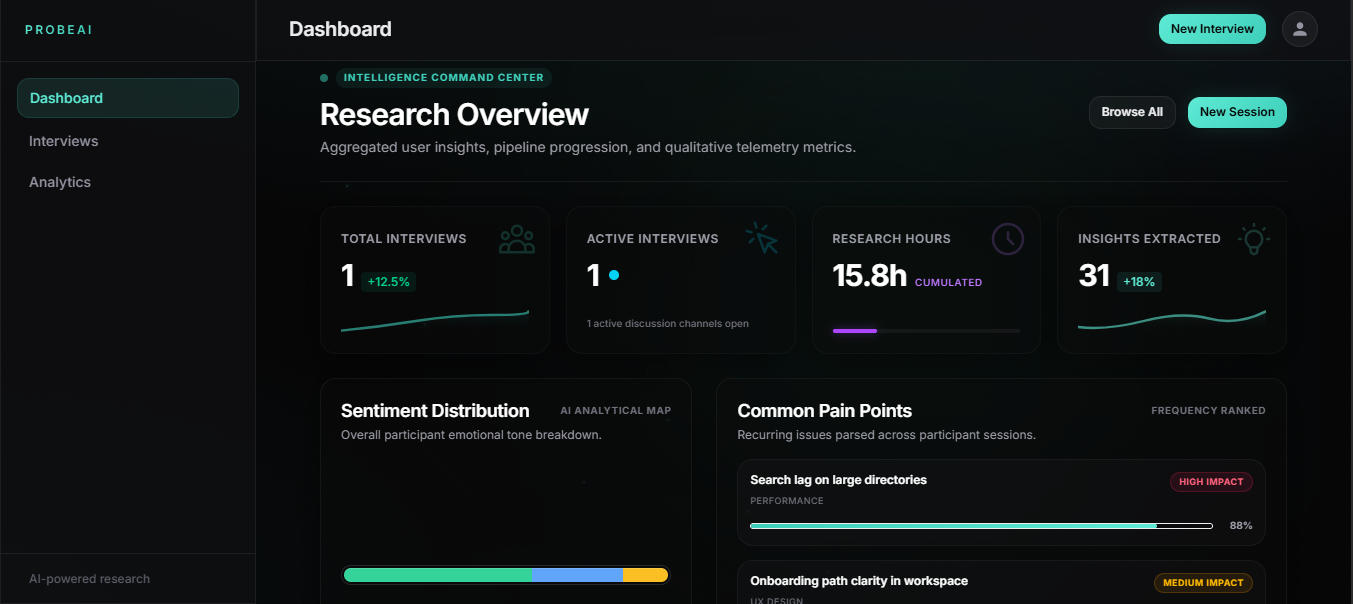 PROBEAI
Dashboard
New Interview
Dashboard
Interviews
Analytics
INTELLIGENCE COMMAND CENTER
Research Overview
Browse All
New Session
Aggregated user insights, pipeline progression, and qualitative telemetry metrics.
TOTAL INTERVIEWS
1 +12.5%
ACTIVE INTERVIEWS
1
1 active discussion channels open
RESEARCH HOURS
15.8h CUMULATED
INSIGHTS EXTRACTED
31 +18%
Sentiment Distribution
AI ANALYTICAL MAP
Overall participant emotional tone breakdown.
Common Pain Points
FREQUENCY RANKED
Recurring issues parsed across participant sessions.
Search lag on large directories
HIGH IMPACT
PERFORMANCE
88%
Onboarding path clarity in workspace
MEDIUM IMPACT
UX DESIGN
AI-powered research